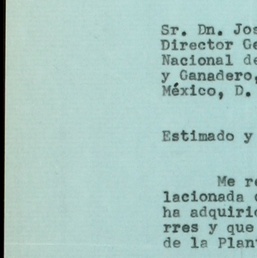 Sr. Dn. Jos
Director Ge
Nacional de
y Ganadero,
México, D.
Estimado y
Me re
lacionada
ha adquiri
rres y que
de la Plan